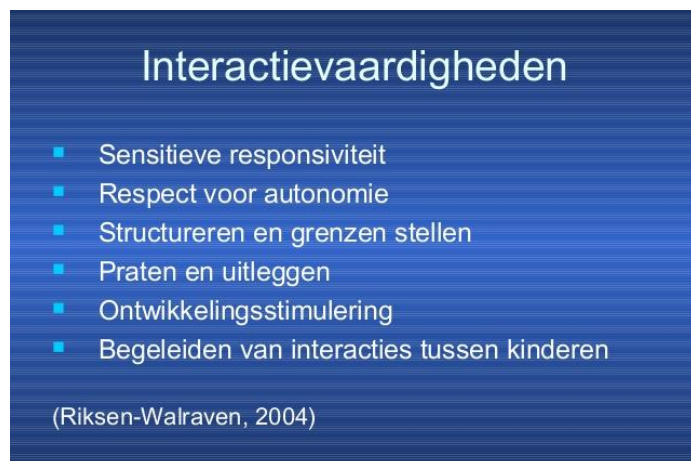 Interactievaardigheden
Sensitieve responsiviteit
Respect voor autonomie
Structureren en grenzen stellen
Praten en uitleggen
Ontwikkelingsstimulering
Begeleiden van interacties tussen kinderen
(Riksen-Walraven, 2004)